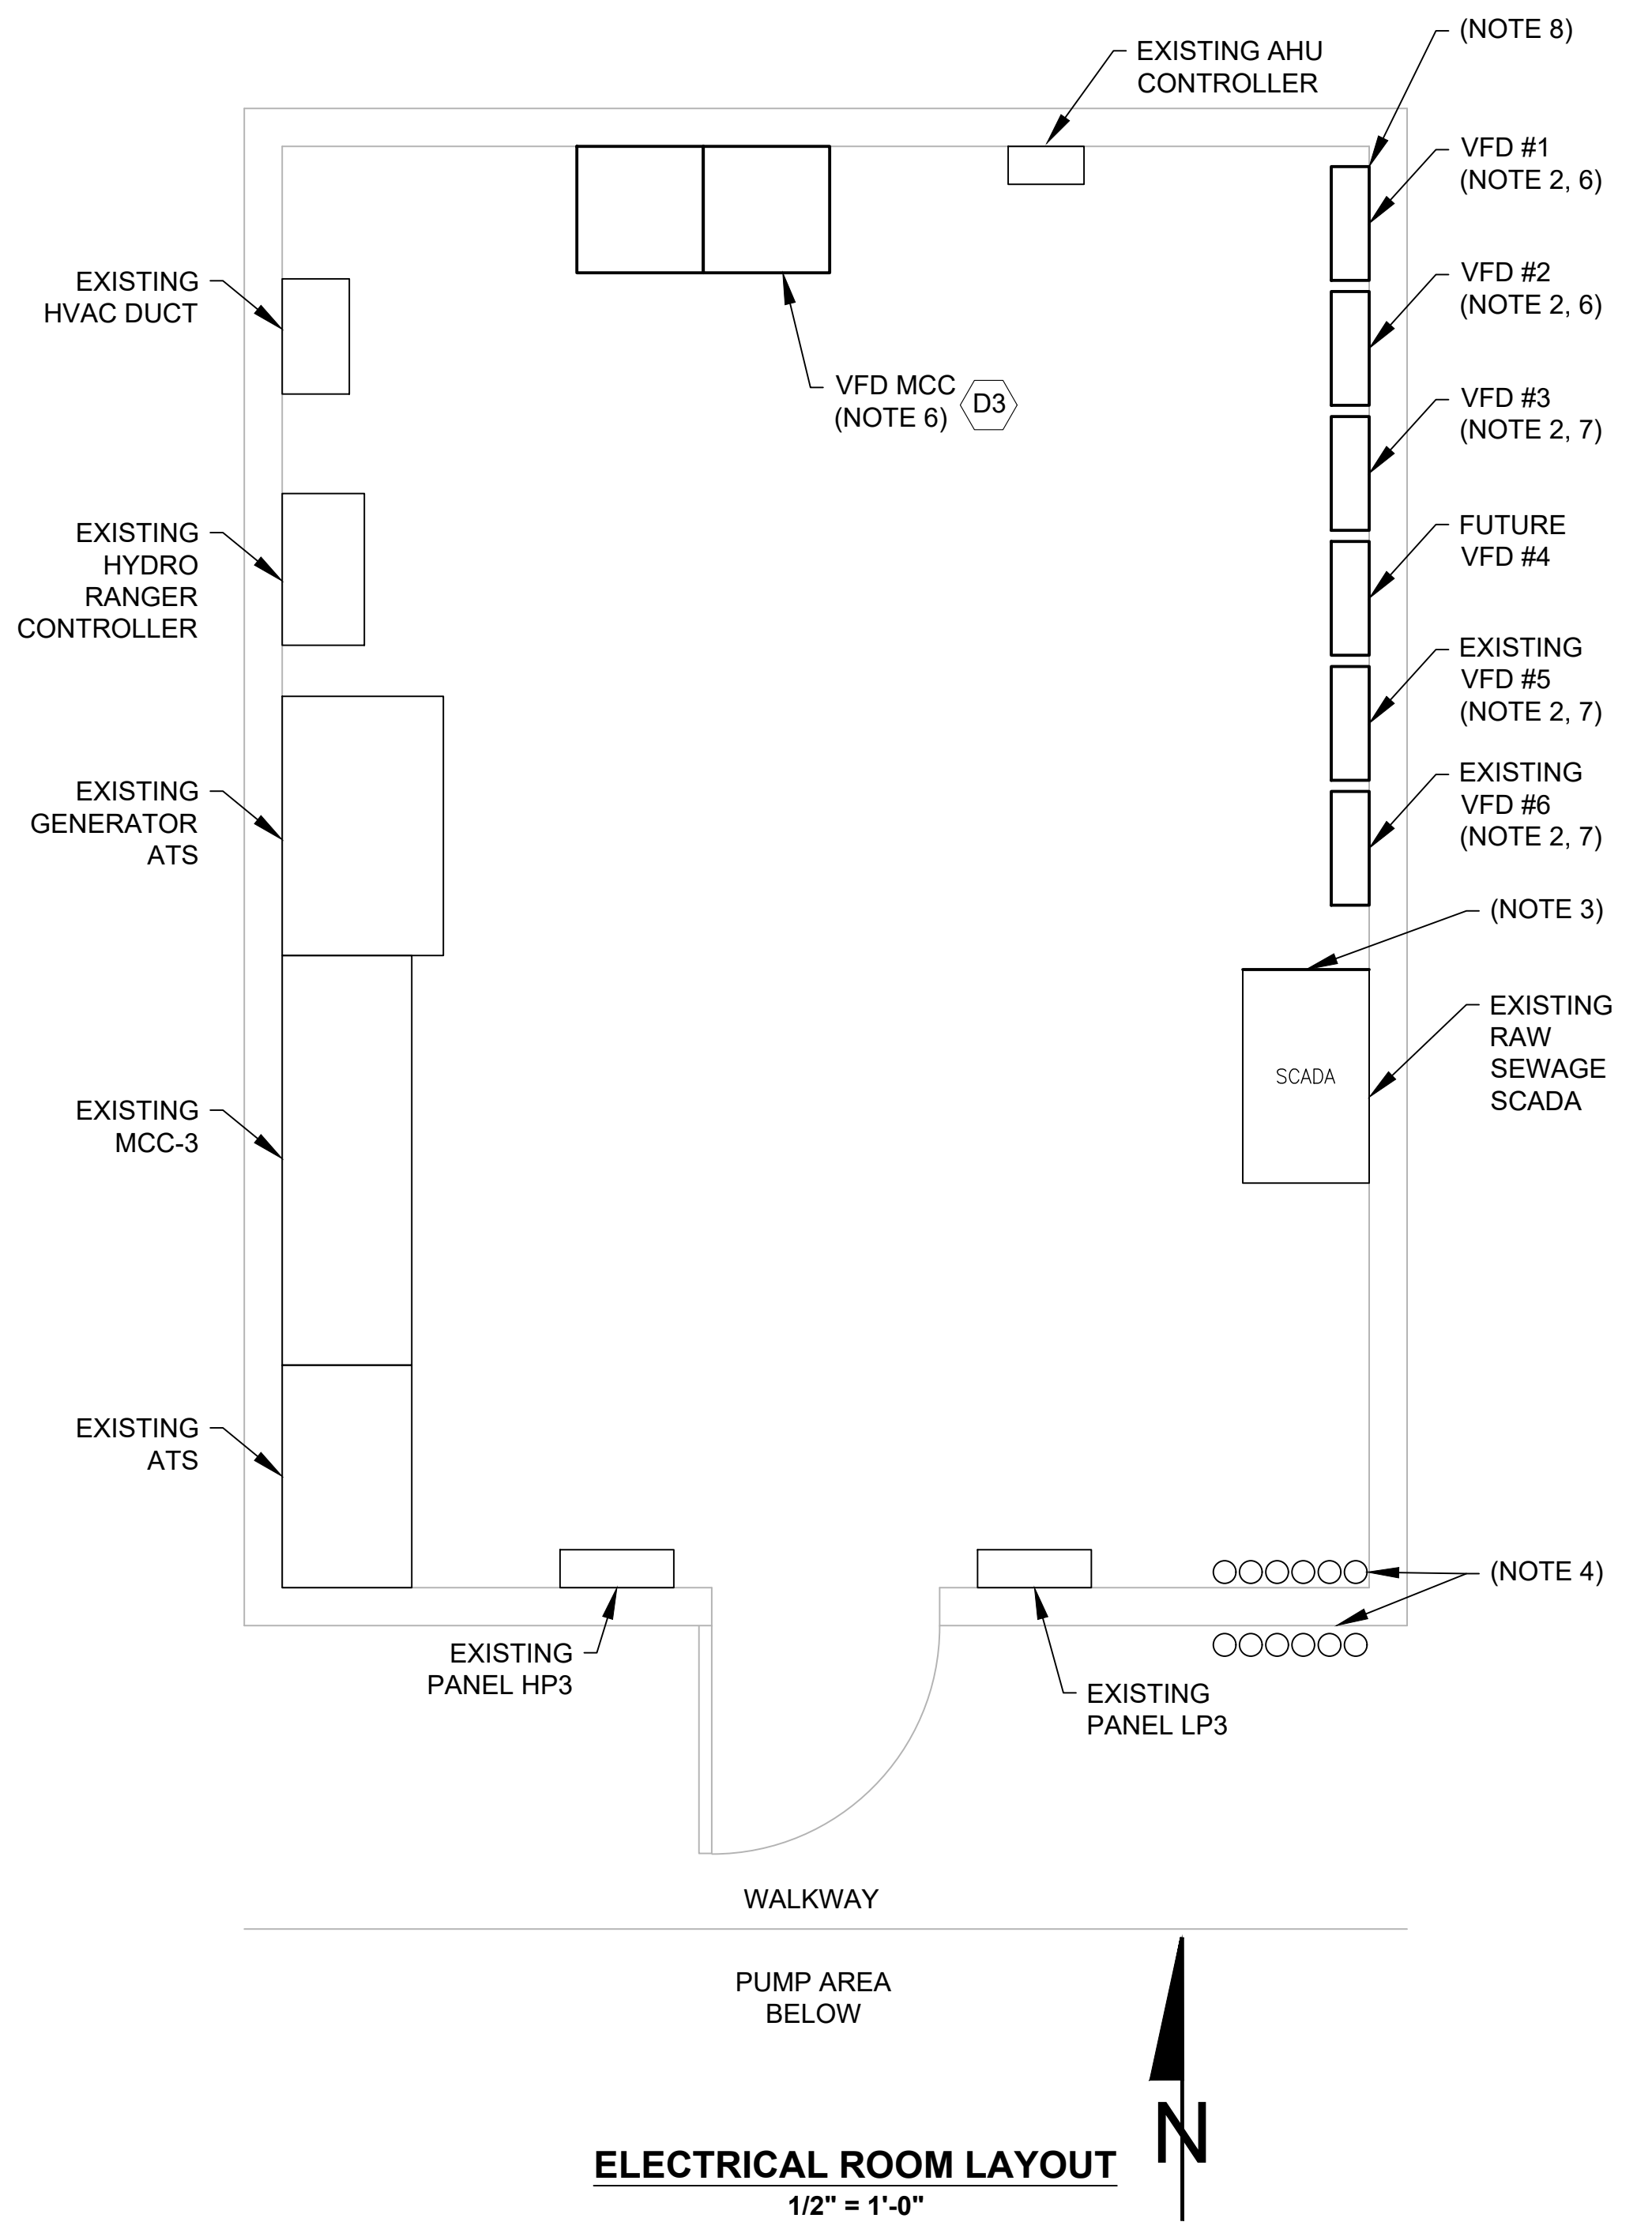 (NOTE 8)
EXISTING AHU
CONTROLLER
VFD #1
(NOTE 2, 6)
EXISTING
HVAC DUCT
VFD #2
(NOTE 2, 6)
VFD MCC
(NOTE 6)
D3
VFD #3
(NOTE 2, 7)
EXISTING
HYDRO
RANGER
CONTROLLER
FUTURE
VFD #4
EXISTING
VFD #5
(NOTE 2, 7)
EXISTING
GENERATOR
ATS
EXISTING
VFD #6
(NOTE 2, 7)
(NOTE 3)
EXISTING
RAW
SEWAGE
SCADA
SCADA
EXISTING
MCC-3
EXISTING
ATS
(NOTE 4)
EXISTING
PANEL HP3
EXISTING
PANEL LP3
WALKWAY
PUMP AREA
BELOW
N
ELECTRICAL ROOM LAYOUT
1/2" = 1'-0"